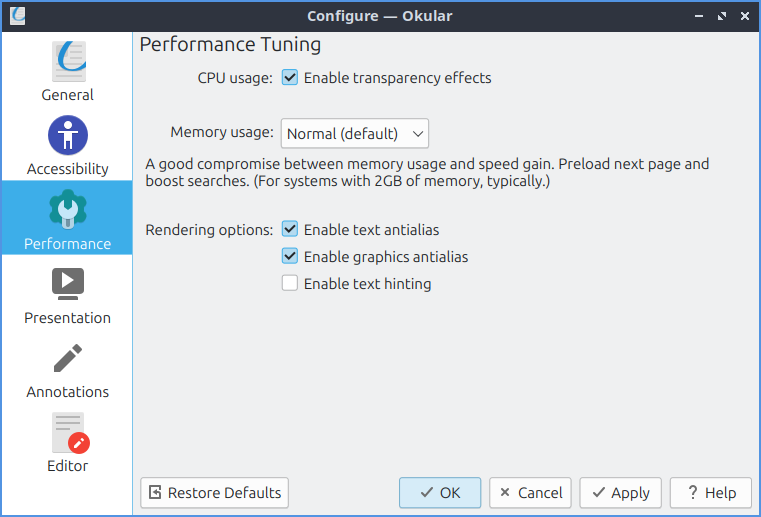 Configure — Okular
General
Accessibility
Performance
Presentation
Annotations
Editor
Performance Tuning
CPU usage: Enable transparency effects
Memory usage: Normal (default)
A good compromise between memory usage and speed gain. Preload next page and
boost searches. (For systems with 2GB of memory, typically.)
Rendering options: Enable text antialias
Enable graphics antialias
Enable text hinting
Restore Defaults OK Cancel Apply ? Help